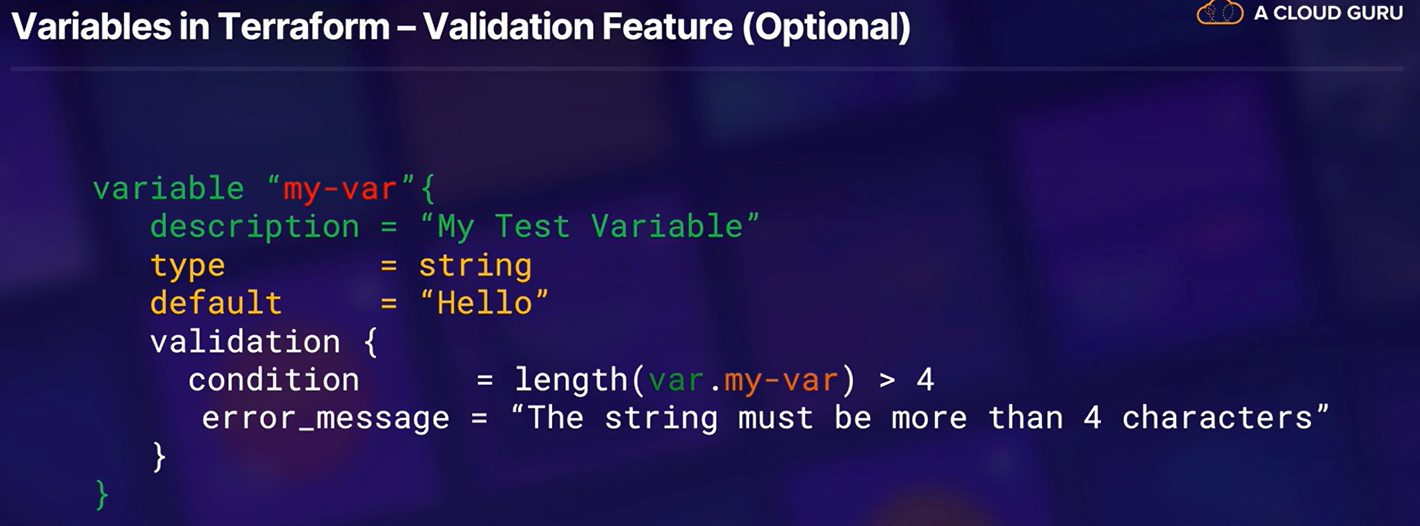 Variables in Terraform – Validation Feature (Optional)
A CLOUD GURU
variable “my-var”{
description = “My Test Variable”
type = string
default = “Hello”
validation {
condition = length(var.my-var) > 4
error_message = “The string must be more than 4 characters”
}
}